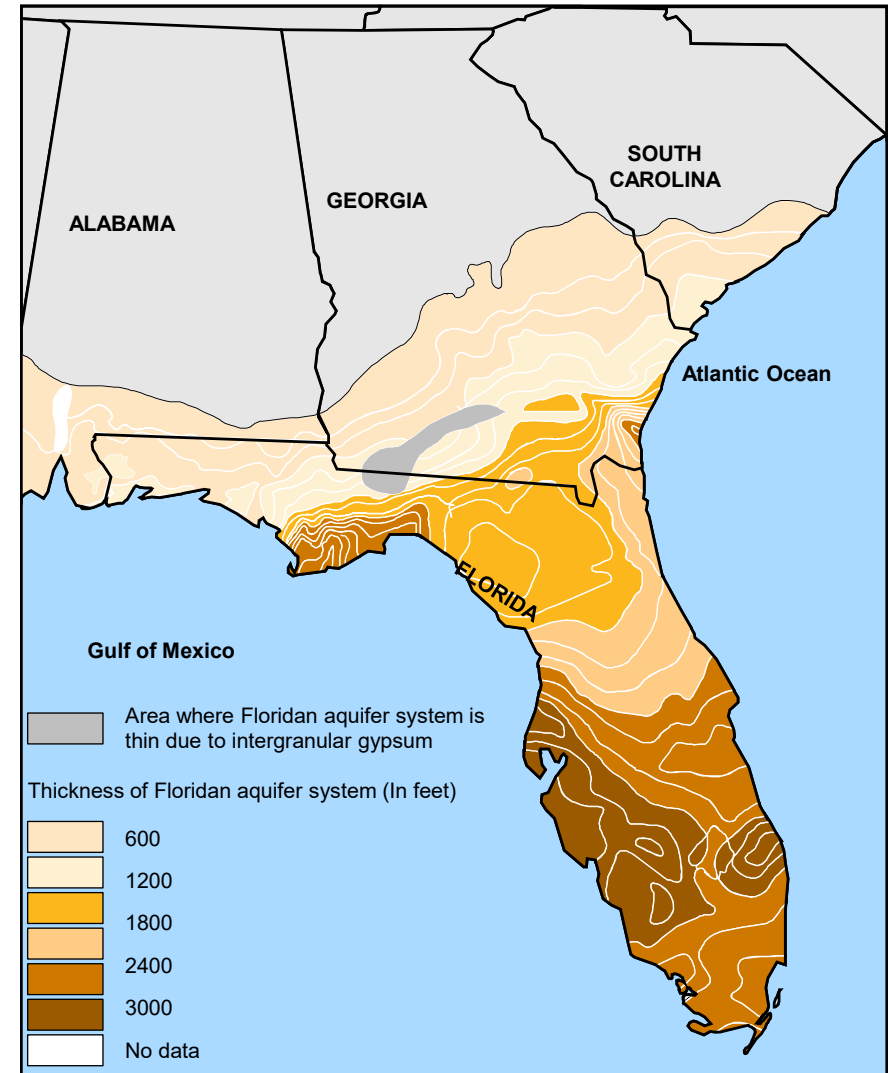 SOUTH
CAROLINA
GEORGIA
ALABAMA
Atlantic Ocean
FLORIDA
Gulf of Mexico
Area where Floridan aquifer system is
thin due to intergranular gypsum
Thickness of Floridan aquifer system (In feet)
600
1200
1800
2400
3000
No data